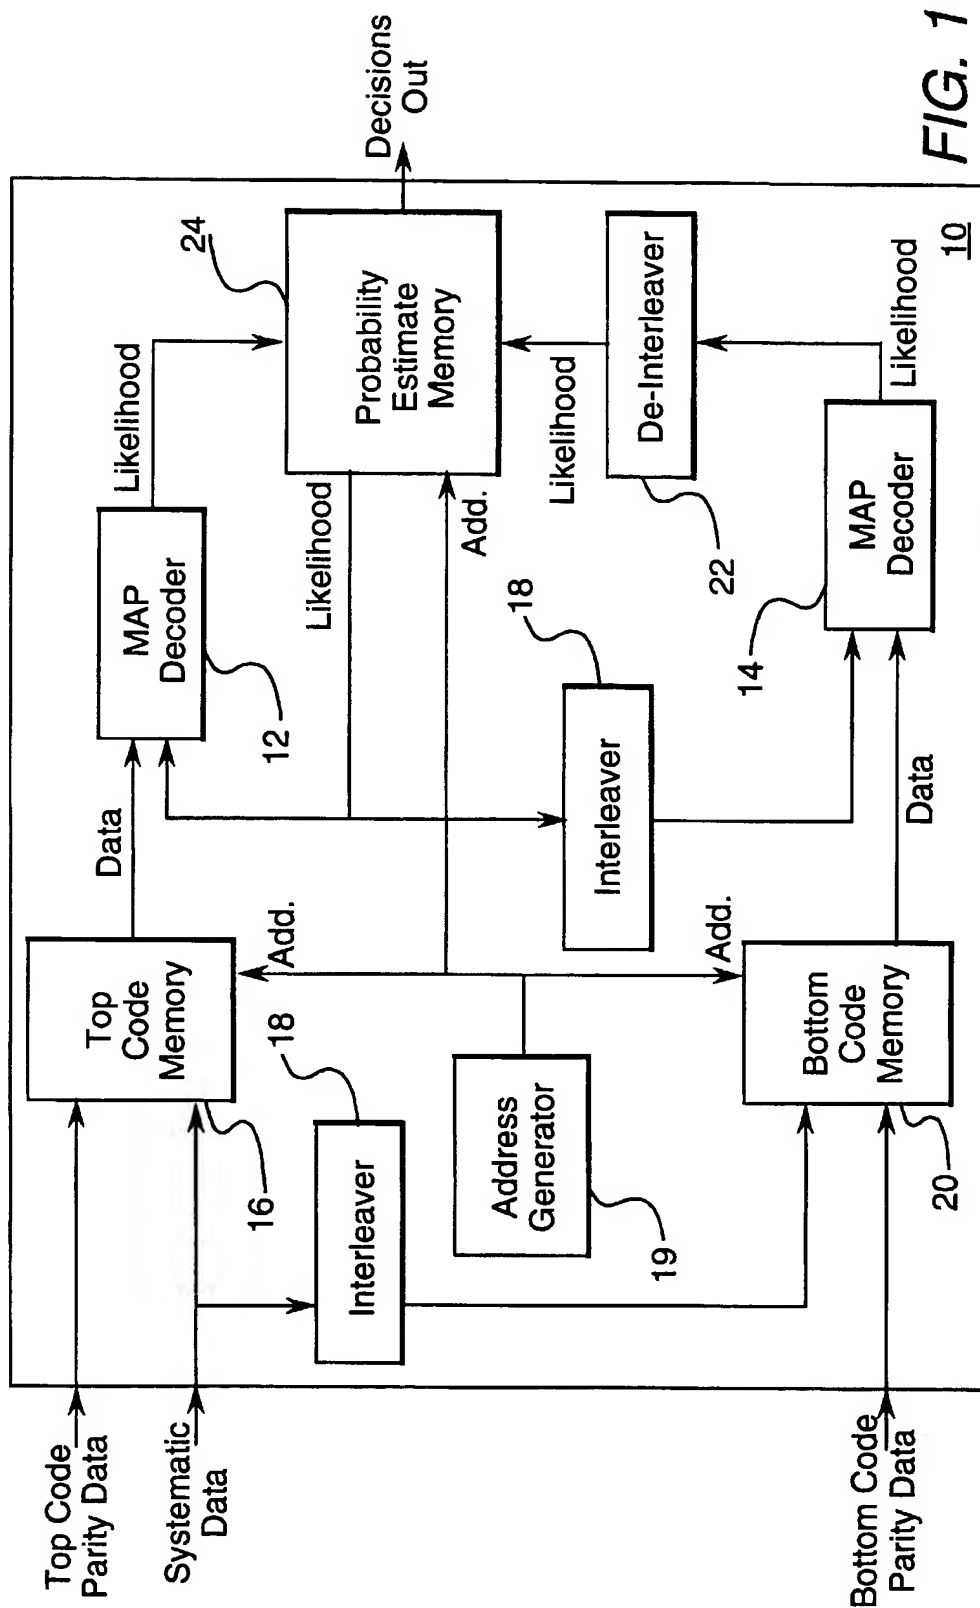 Top Code
Parity Data
Systematic
Data
Bottom Code
Parity Data
Top
Code
Memory
16
Interleaver
18
Address
Generator
19
Bottom
Code
Memory
20
Add.
Add.
Add.
Data
Data
MAP
Decoder
12
Likelihood
Likelihood
Interleaver
18
MAP
Decoder
14
Likelihood
De-Interleaver
22
Likelihood
Probability
Estimate
Memory
24
Decisions
Out
10
FIG. 1